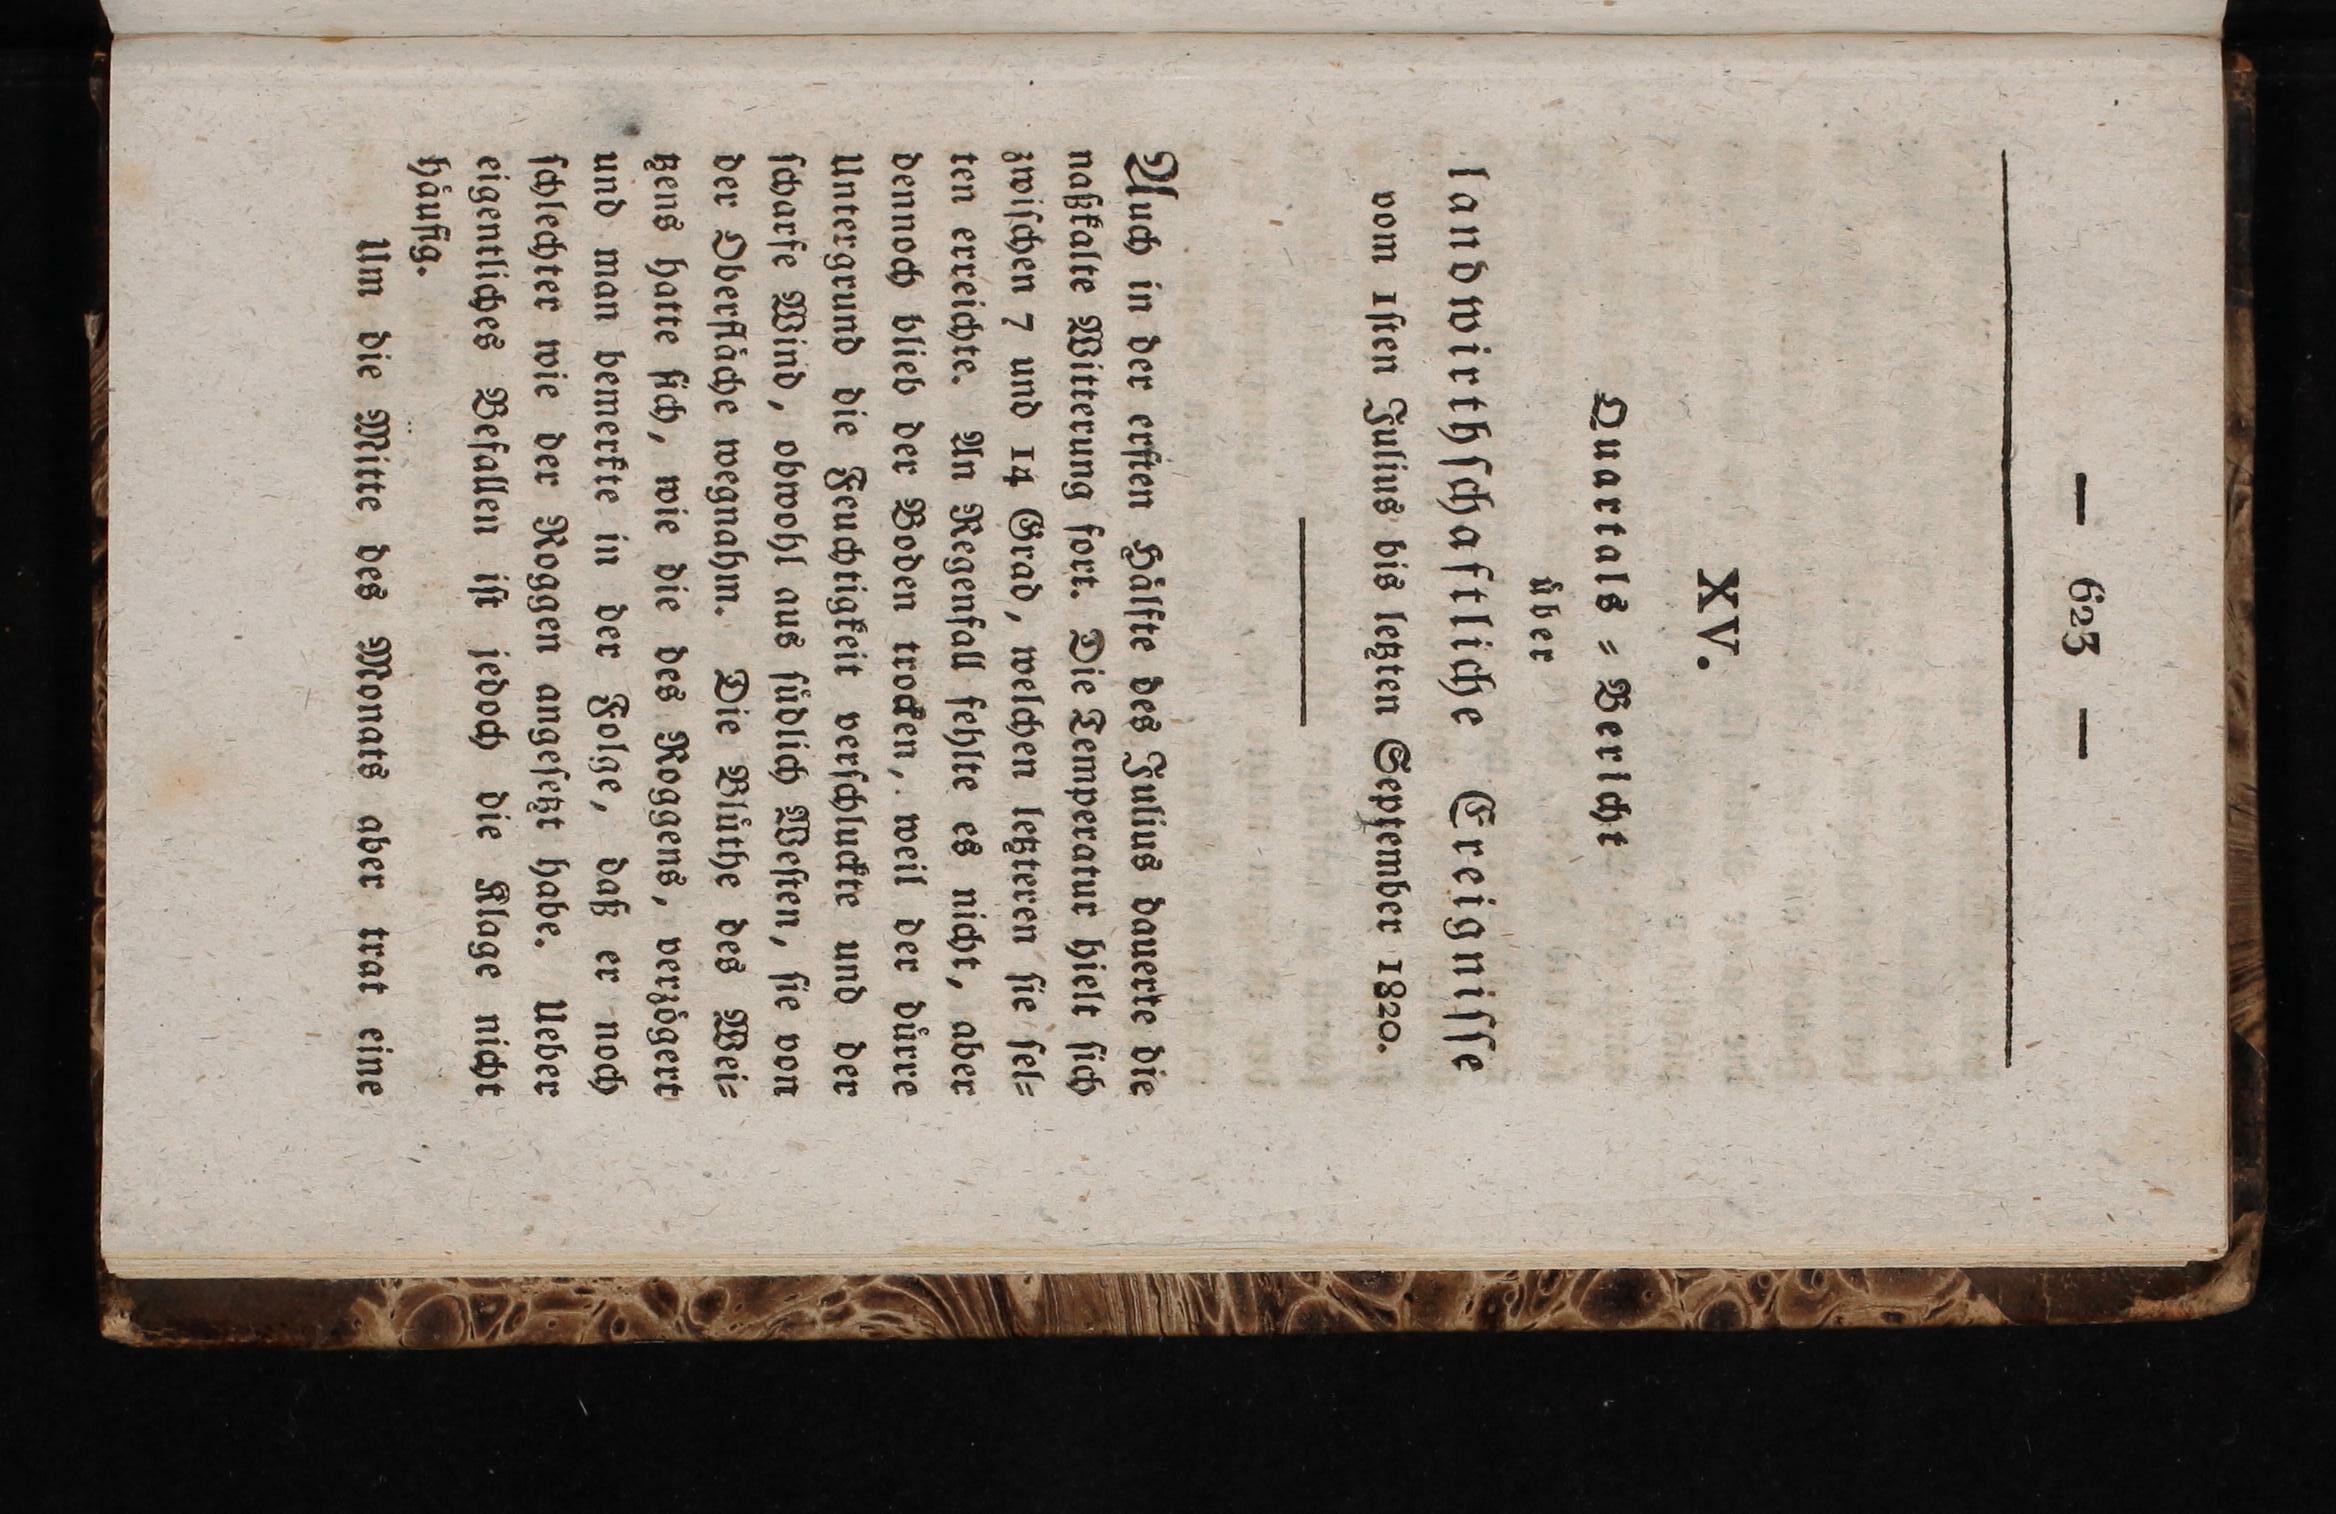 — 623 —
XV.
Quartals-Bericht
über
landwirthschaftliche Ereignisse
vom 1sten Julius bis letzten September 1820.
Auch in der ersten Hälfte des Julius dauerte die
naßkalte Witterung fort. Die Temperatur hielt sich
zwischen 7 und 14 Grad, welchen letzteren sie sel-
ten erreichte. An Regenfall fehlte es nicht, aber
dennoch blieb der Boden trocken, weil der dürre
Untergrund die Feuchtigkeit verschluckte und der
scharfe Wind, obwohl aus südlich Westen, sie von
der Oberfläche wegnahm. Die Blüthe des Wei-
tzens hatte sich, wie die des Roggens, verzögert
und man bemerkte in der Folge, daß er noch
schlechter wie der Roggen angesetzt habe. Ueber
eigentliches Befallen ist jedoch die Klage nicht
häufig.
Um die Mitte des Monats aber trat eine